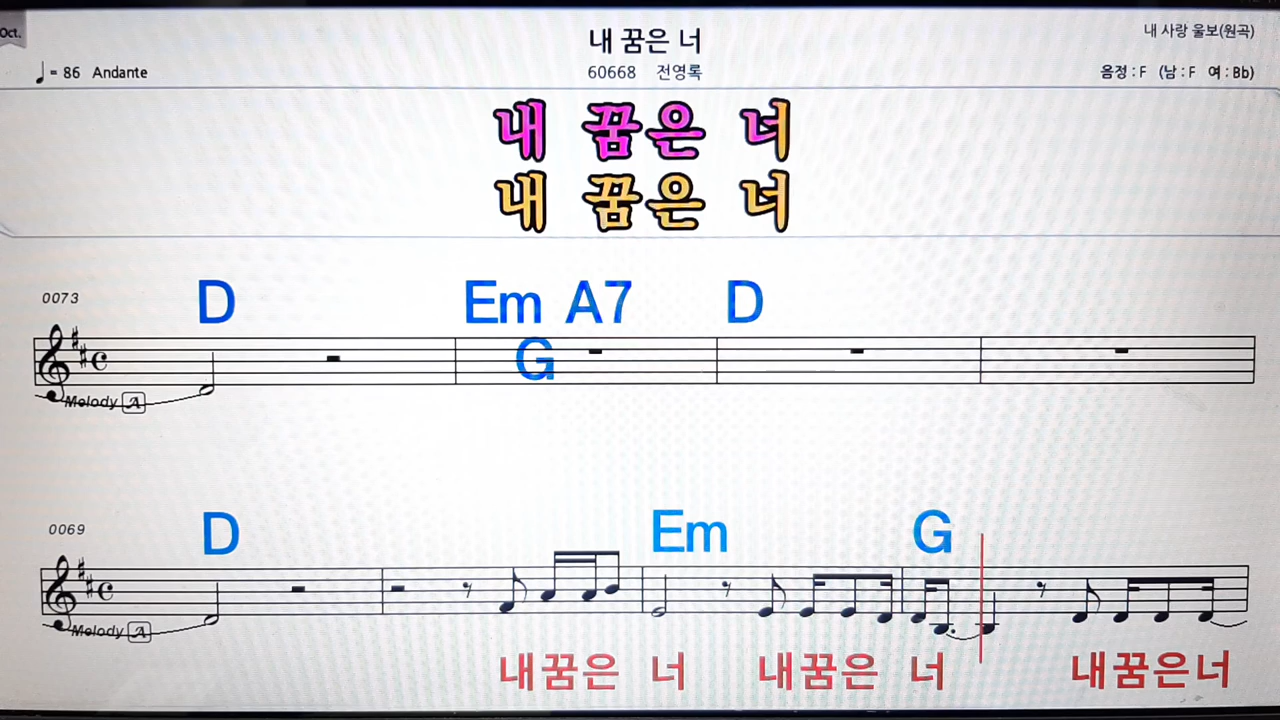 Oct.
내 꿈은 너
내 사랑 울보(원곡)
♩ = 86 Andante
60668 전영록
음정 : F (남 : F 여 : Bb)
내 꿈은 너
내 꿈은 너
0073
D Em A7 D
G
Melody A
0069
D Em G
Melody A
내꿈은 너 내꿈은 너 내꿈은너